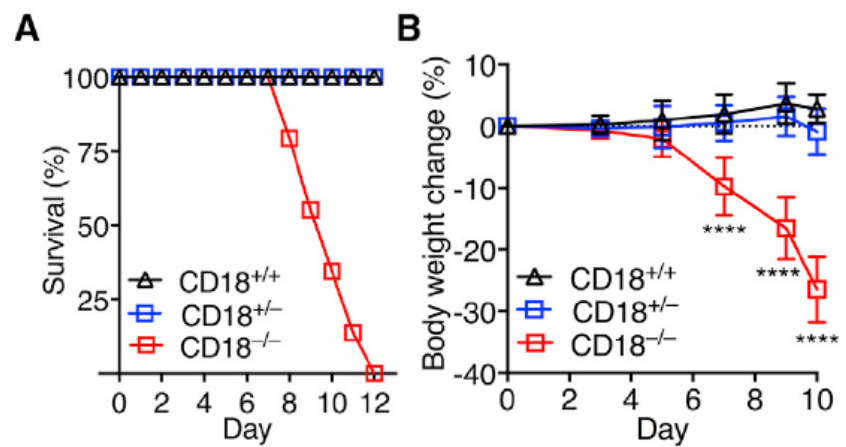 A
Survival (%)
100
75
50
25
CD18+/+
CD18+/–
CD18–/–
0 2 4 6 8 10 12
Day
B
Body weight change (%)
10
0
-10
-20
-30
-40
****
****
****
CD18+/+
CD18+/–
CD18–/–
0 2 4 6 8 10
Day